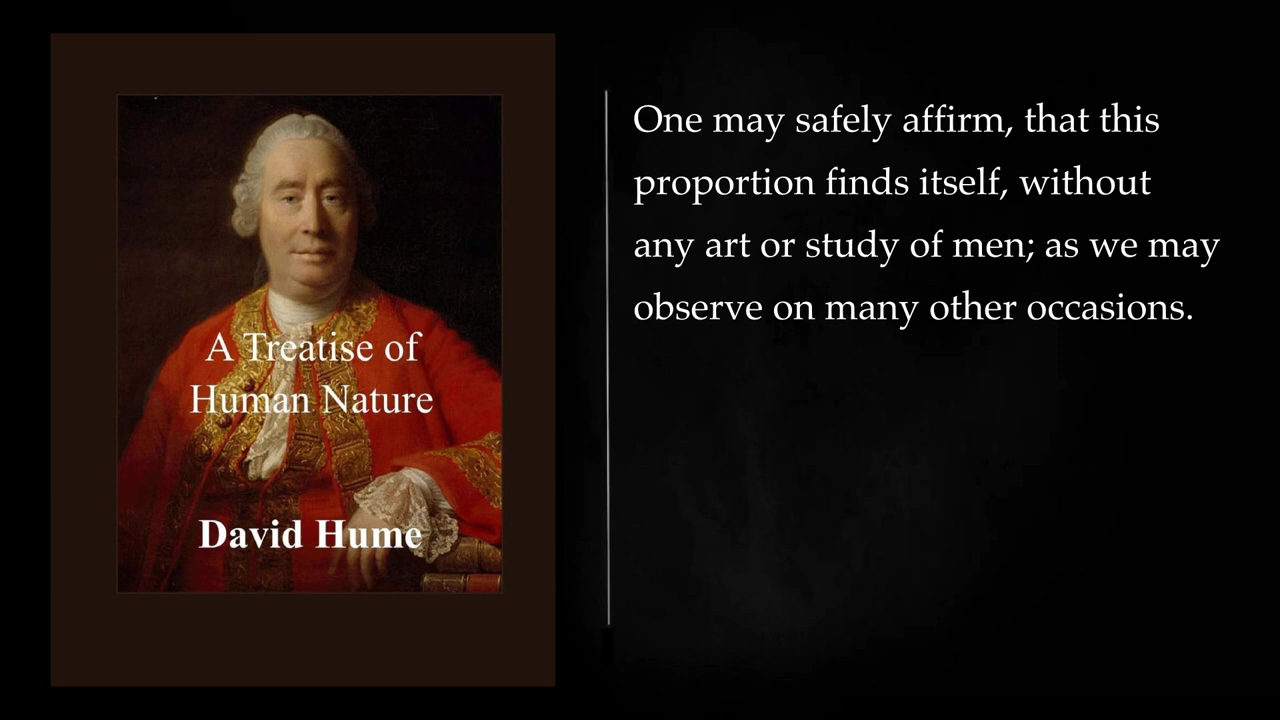 A Treatise of
Human Nature
David Hume
One may safely affirm, that this
proportion finds itself, without
any art or study of men; as we may
observe on many other occasions.